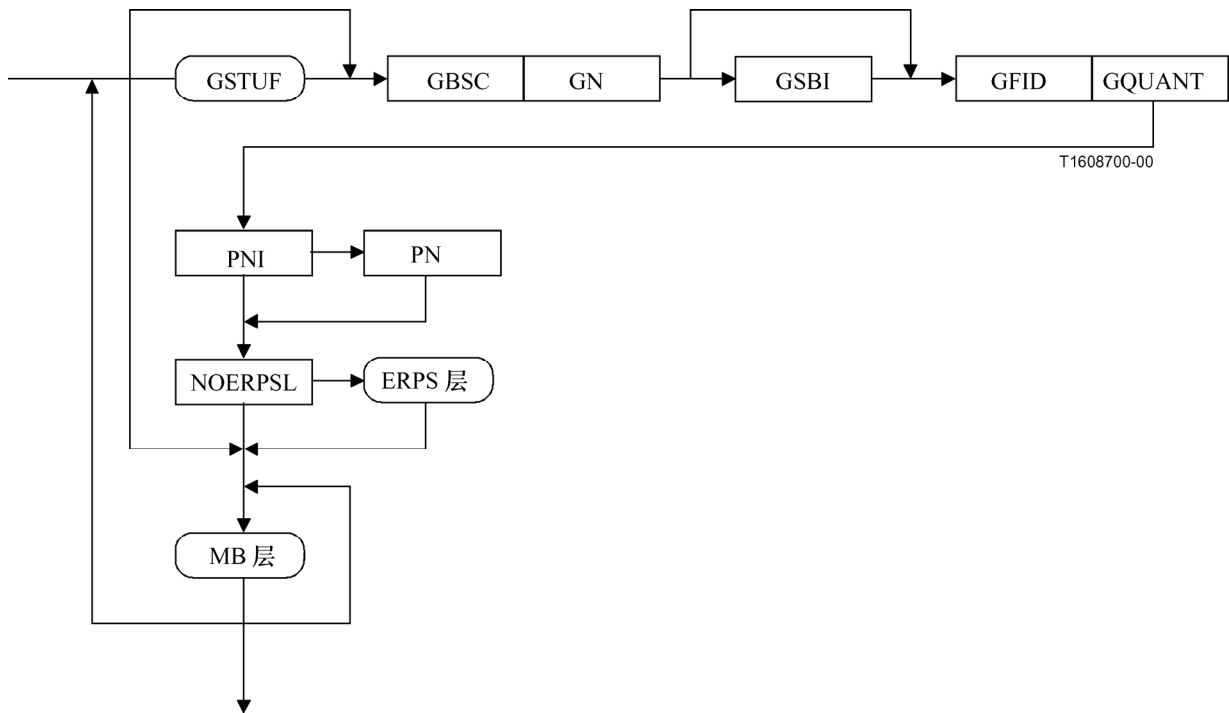 GSTUF
GBSC
GN
GSBI
GFID
GQUANT
T1608700-00
PNI
PN
NOERPSL
ERPS 层
MB 层